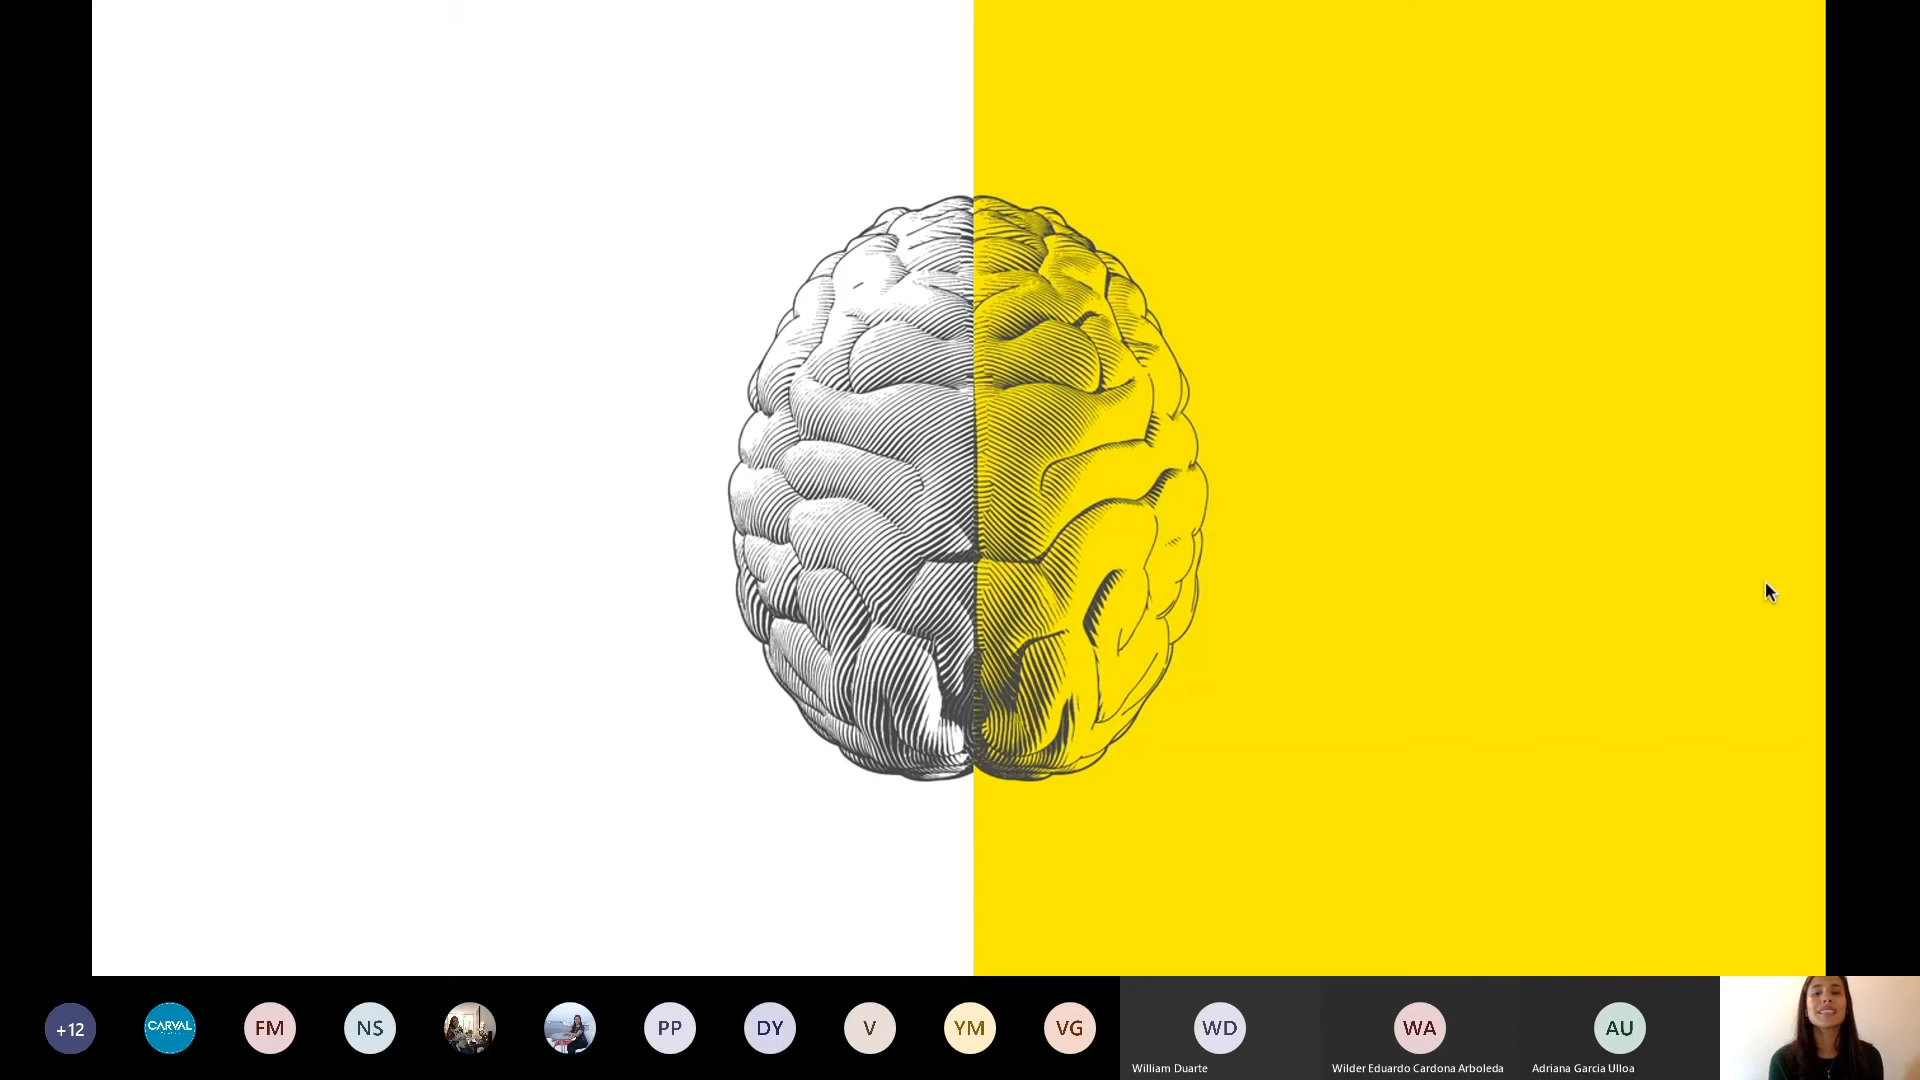 +12
CARVAL
FM
NS
PP
DY
V
YM
VG
WD
WA
AU
William Duarte
Wilder Eduardo Cardona Arboleda
Adriana Garcia Ulloa